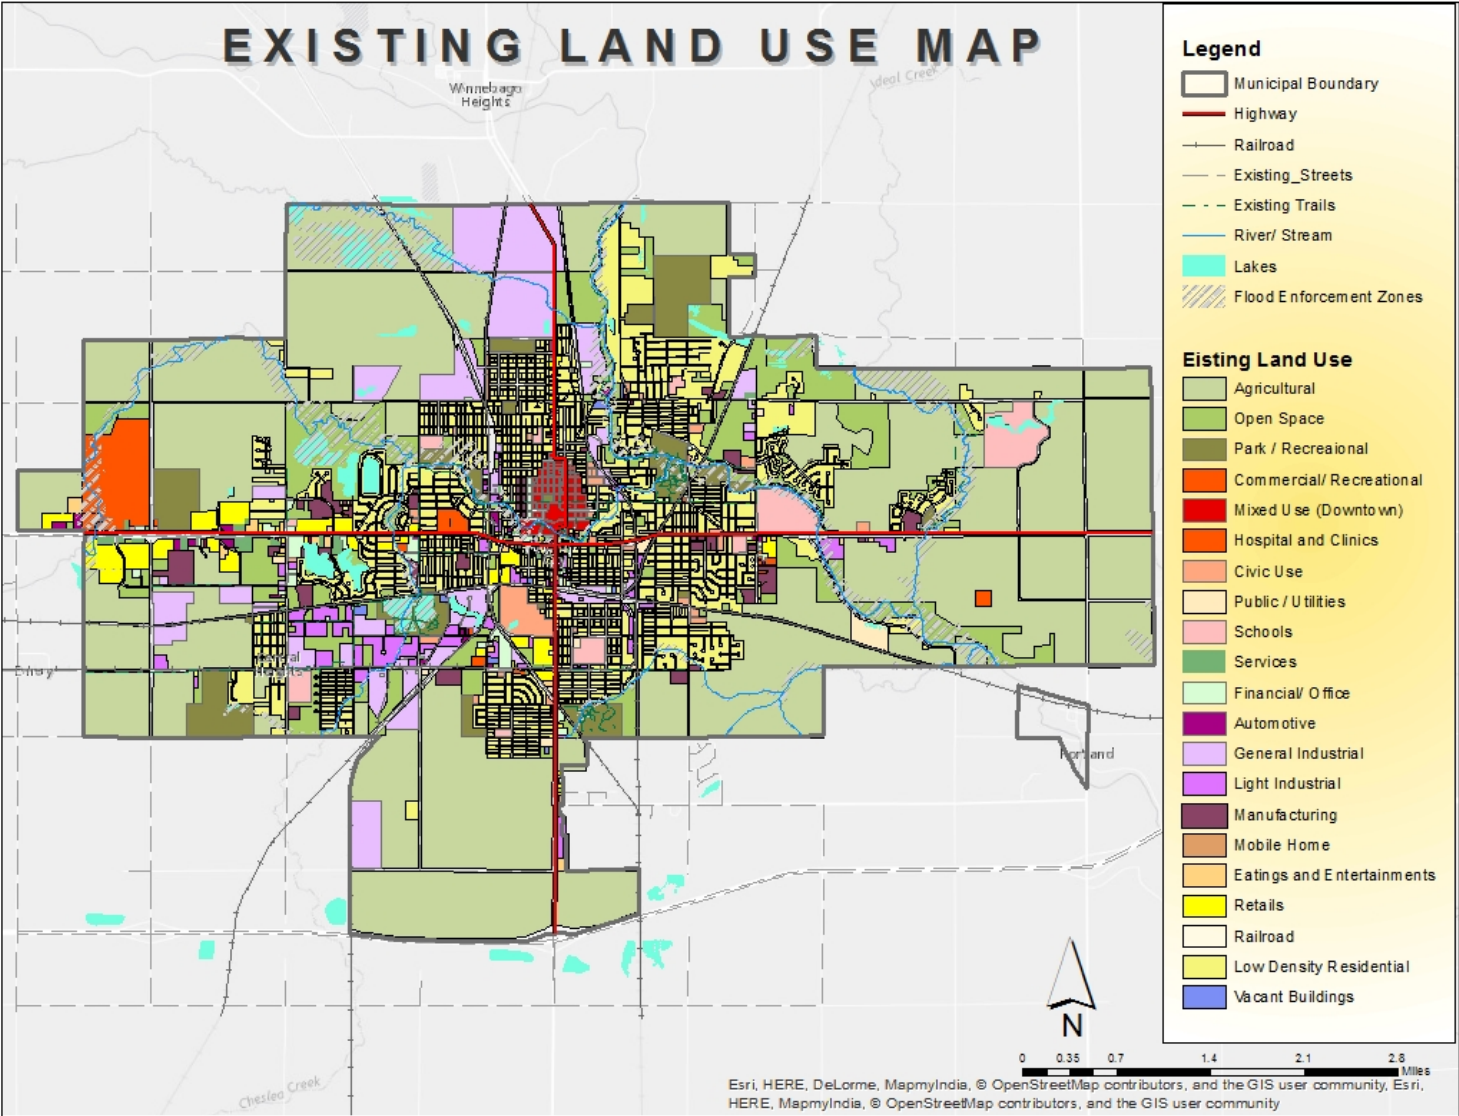 EXISTING LAND USE MAP
Winnebago
Heights
Ideal Creek
Portland
Cheslea Creek
N
Legend
Municipal Boundary
Highway
Railroad
Existing_Streets
Existing Trails
River/ Stream
Lakes
Flood Enforcement Zones
Eisting Land Use
Agricultural
Open Space
Park / Recreaional
Commercial/ Recreational
Mixed Use (Downtown)
Hospital and Clinics
Civic Use
Public / Utilities
Schools
Services
Financial/ Office
Automotive
General Industrial
Light Industrial
Manufacturing
Mobile Home
Eatings and Entertainments
Retails
Railroad
Low Density Residential
Vacant Buildings
0 0.35 0.7 1.4 2.1 2.8
Miles
Esri, HERE, DeLorme, MapmyIndia, © OpenStreetMap contributors, and the GIS user community, Esri,
HERE, MapmyIndia, © OpenStreetMap contributors, and the GIS user community